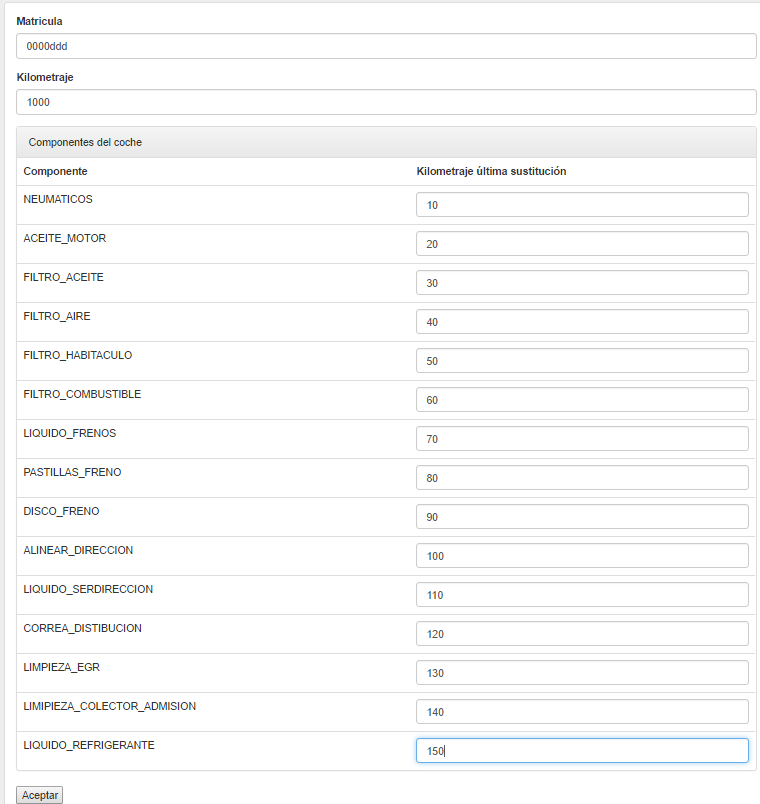 Matricula
0000ddd
Kilometraje
1000
Componentes del coche
Componente Kilometraje última sustitución
NEUMATICOS 10
ACEITE_MOTOR 20
FILTRO_ACEITE 30
FILTRO_AIRE 40
FILTRO_HABITACULO 50
FILTRO_COMBUSTIBLE 60
LIQUIDO_FRENOS 70
PASTILLAS_FRENO 80
DISCO_FRENO 90
ALINEAR_DIRECCION 100
LIQUIDO_SERDIRECCION 110
CORREA_DISTIBUCION 120
LIMPIEZA_EGR 130
LIMIPIEZA_COLECTOR_ADMISION 140
LIQUIDO_REFRIGERANTE 150
Aceptar